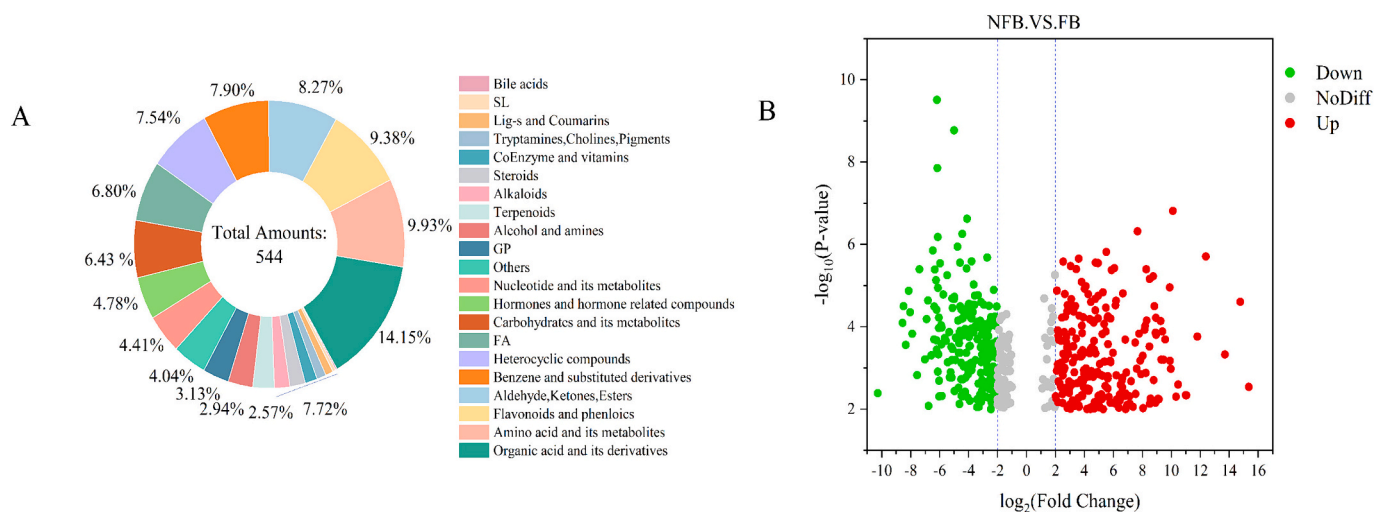 A
7.90%
8.27%
7.54%
9.38%
6.80%
9.93%
6.43 %
4.78%
14.15%
4.41%
4.04%
3.13%
2.94%
2.57%
7.72%
Total Amounts:
544
Bile acids
SL
Lig-s and Coumarins
Tryptamines,Cholines,Pigments
CoEnzyme and vitamins
Steroids
Alkaloids
Terpenoids
Alcohol and amines
GP
Others
Nucleotide and its metabolites
Hormones and hormone related compounds
Carbohydrates and its metabolites
FA
Heterocyclic compounds
Benzene and substituted derivatives
Aldehyde,Ketones,Esters
Flavonoids and phenloics
Amino acid and its metabolites
Organic acid and its derivatives
B
NFB.VS.FB
-log10(P-value)
10
8
6
4
2
-10 -8 -6 -4 -2 0 2 4 6 8 10 12 14 16
log2(Fold Change)
Down
NoDiff
Up